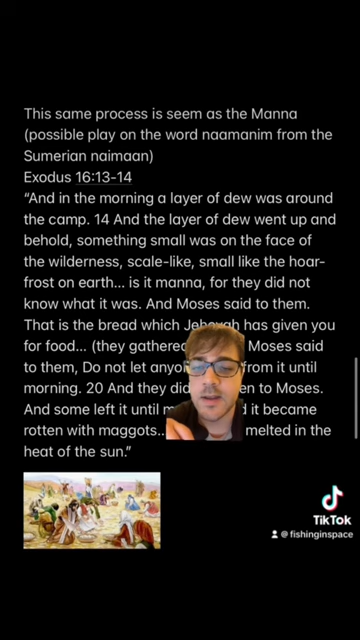 This same process is seem as the Manna
(possible play on the word naamanim from the
Sumerian naimaan)
Exodus 16:13-14
“And in the morning a layer of dew was around
the camp. 14 And the layer of dew went up and
behold, something small was on the face of
the wilderness, scale-like, small like the hoar-
frost on earth... is it manna, for they did not
know what it was. And Moses said to them.
That is the bread which Jehovah has given you
for food... (they gathered Moses said
to them, Do not let from it until
morning. 20 And they did to Moses.
And some left it until it became
rotten with maggots... melted in the
heat of the sun.”
TikTok
@fishinginspace